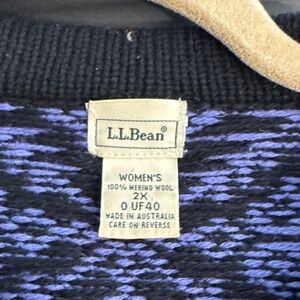 L.L.Bean®
WOMEN'S
100% MERINO WOOL
2X
0 UF40
MADE IN AUSTRALIA
CARE ON REVERSE